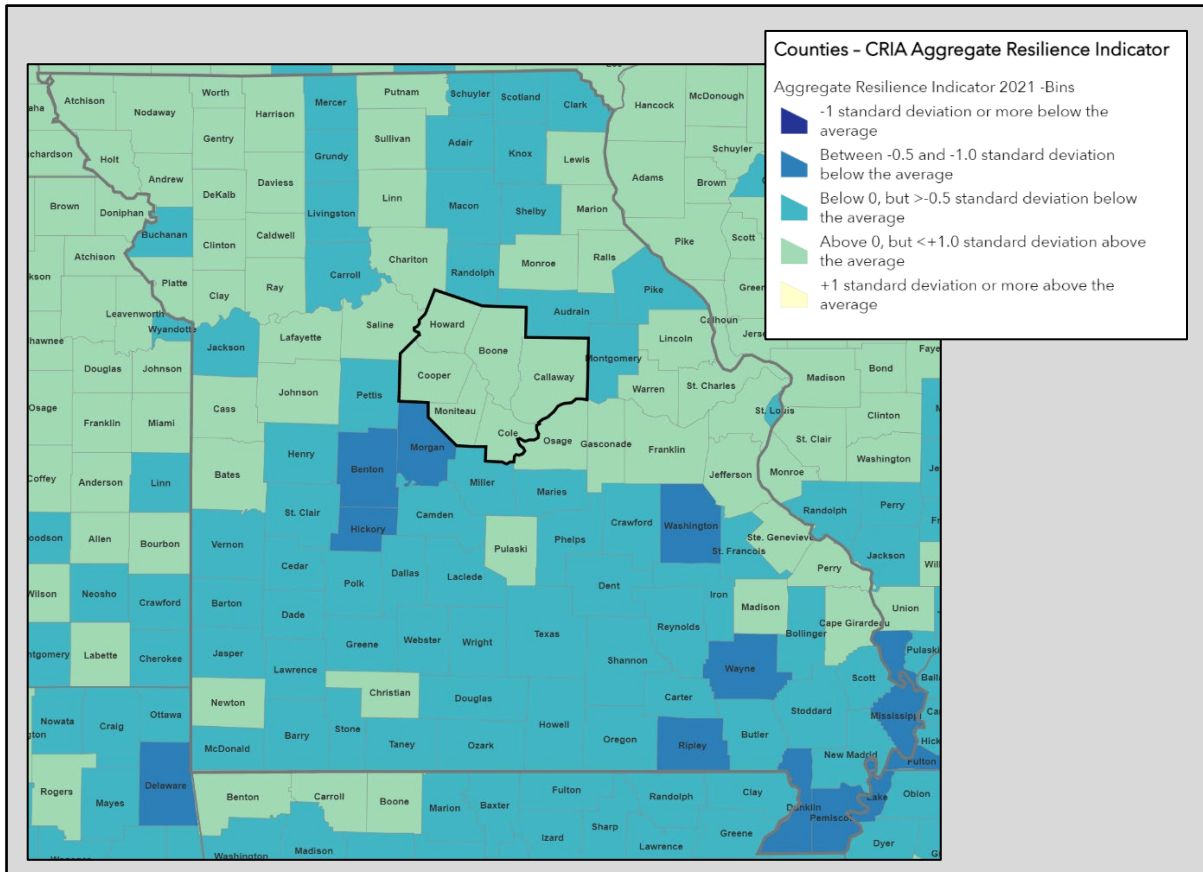 Counties – CRIA Aggregate Resilience Indicator
Aggregate Resilience Indicator 2021 -Bins
-1 standard deviation or more below the
average
Between -0.5 and -1.0 standard deviation
below the average
Below 0, but >-0.5 standard deviation below
the average
Above 0, but <+1.0 standard deviation above
the average
+1 standard deviation or more above the
average
Atchison
Nodaway
Worth
Harrison
Mercer
Putnam
Schuyler
Scotland
Clark
Hancock
McDonough
Gentry
Sullivan
Adair
Knox
Lewis
Schuyler
Holt
Andrew
DeKalb
Daviess
Grundy
Linn
Macon
Shelby
Marion
Adams
Brown
Brown
Doniphan
Buchanan
Clinton
Caldwell
Livingston
Chariton
Randolph
Monroe
Ralls
Pike
Scott
Atchison
Platte
Clay
Ray
Carroll
Saline
Howard
Boone
Audrain
Pike
Calhoun
Leavenworth
Wyandotte
Jackson
Lafayette
Cooper
Callaway
Montgomery
Lincoln
Douglas
Johnson
Cass
Johnson
Pettis
Moniteau
Cole
Osage
Gasconade
Warren
St. Charles
St. Louis
Madison
Bond
Osage
Franklin
Miami
Bates
Henry
Benton
Morgan
Miller
Maries
Franklin
Jefferson
St. Clair
Clinton
Monroe
Washington
Coffey
Anderson
Linn
St. Clair
Hickory
Camden
Pulaski
Phelps
Crawford
Washington
St. Francois
Ste. Genevieve
Randolph
Perry
Jackson
Allen
Bourbon
Vernon
Cedar
Polk
Dallas
Laclede
Dent
Iron
Madison
Perry
Wilson
Neosho
Crawford
Barton
Dade
Greene
Webster
Wright
Texas
Reynolds
Bollinger
Cape Girardeau
Union
Labette
Cherokee
Jasper
Lawrence
Christian
Douglas
Shannon
Wayne
Scott
Pulaski
Newton
Carter
Stoddard
Mississippi
Nowata
Craig
Ottawa
McDonald
Barry
Stone
Taney
Ozark
Howell
Oregon
Ripley
Butler
New Madrid
Fulton
Rogers
Mayes
Delaware
Benton
Carroll
Boone
Marion
Baxter
Fulton
Randolph
Clay
Dunklin
Pemiscot
Lake
Obion
Washington
Madison
Izard
Sharp
Lawrence
Greene
Dyer